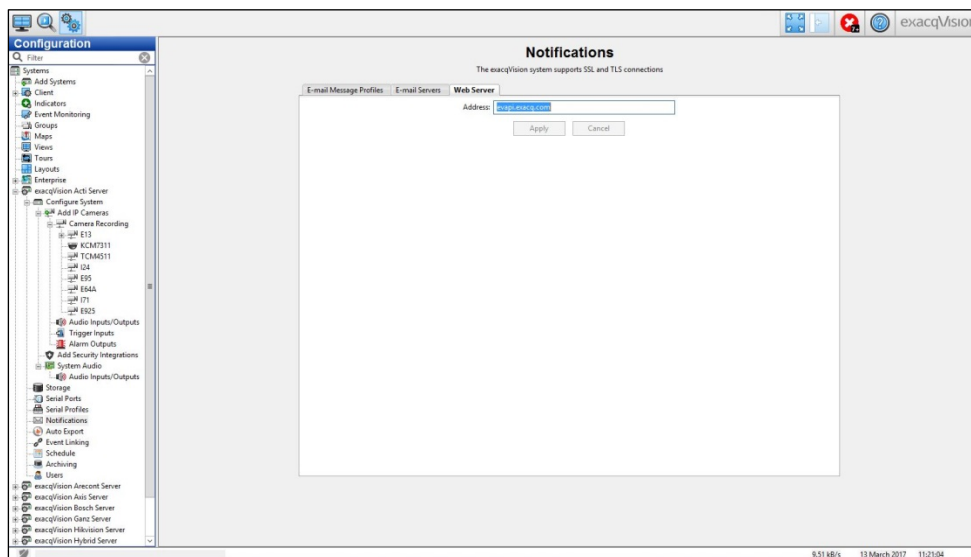 exacqVision
Configuration
Filter
Systems
Add Systems
Client
Indicators
Event Monitoring
Groups
Maps
Views
Tours
Layouts
Enterprise
exacqVision Acti Server
Configure System
Add IP Cameras
Camera Recording
E13
KCM7311
TCM4511
I24
E95
E64A
I71
E925
Audio Inputs/Outputs
Trigger Inputs
Alarm Outputs
Add Security Integrations
System Audio
Audio Inputs/Outputs
Storage
Serial Ports
Serial Profiles
Notifications
Auto Export
Event Linking
Schedule
Archiving
Users
exacqVision Arecont Server
exacqVision Axis Server
exacqVision Bosch Server
exacqVision Ganz Server
exacqVision Hikvision Server
exacqVision Hybrid Server
Notifications
The exacqVision system supports SSL and TLS connections
E-mail Message Profiles E-mail Servers Web Server
Address: evapi.exacq.com
Apply Cancel
9.51 kB/s 13 March 2017 11:21:04